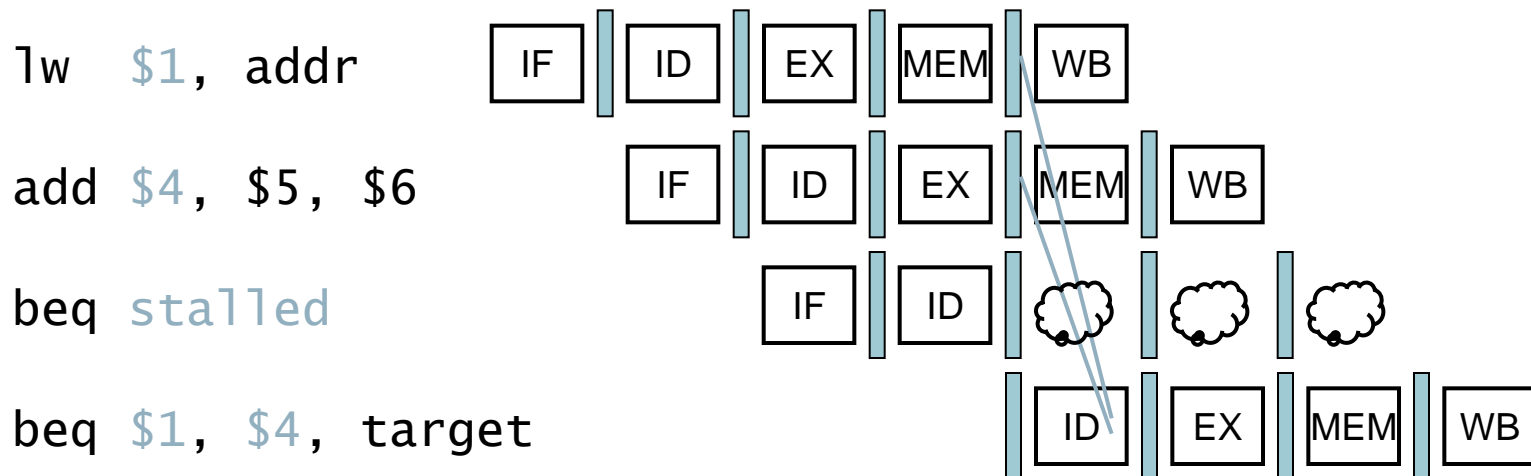 lw $1, addr IF ID EX MEM WB
add $4, $5, $6 IF ID EX MEM WB
beq stalled IF ID
beq $1, $4, target ID EX MEM WB